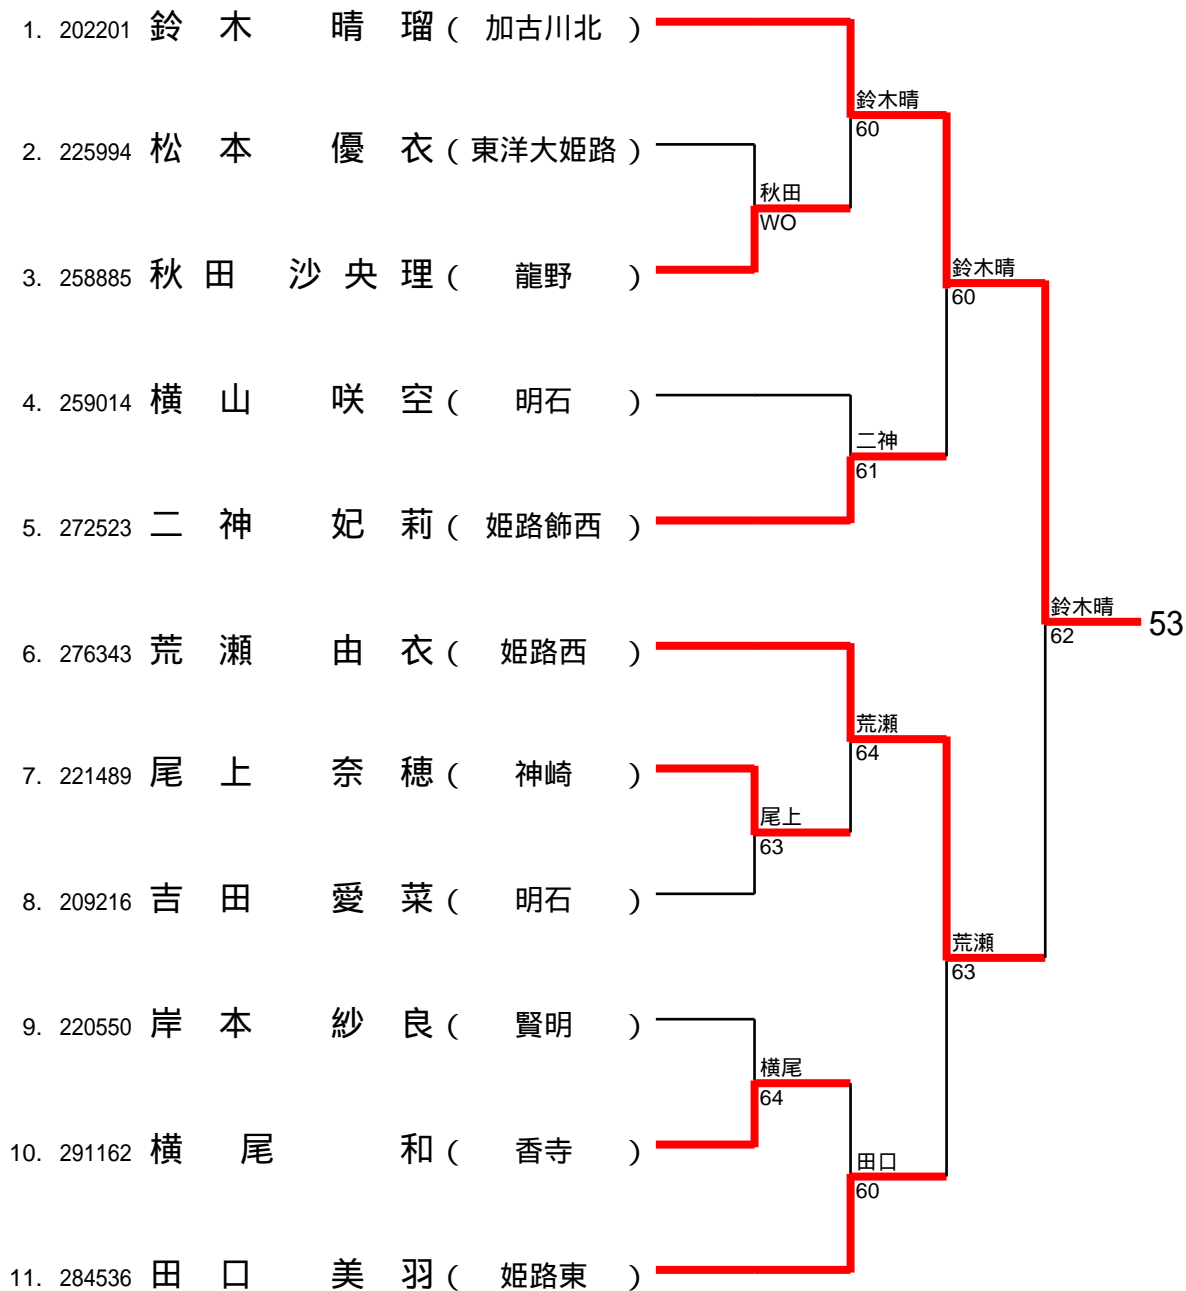 1. 202201 鈴木 晴瑠 ( 加古川北 )
鈴木晴
60
2. 225994 松本 優衣 ( 東洋大姫路 )
秋田
WO
3. 258885 秋田 沙央理 ( 龍野 )
鈴木晴
60
4. 259014 横山 咲空 ( 明石 )
二神
61
5. 272523 二神 妃莉 ( 姫路飾西 )
鈴木晴
62
53
6. 276343 荒瀬 由衣 ( 姫路西 )
荒瀬
64
7. 221489 尾上 奈穂 ( 神崎 )
尾上
63
8. 209216 吉田 愛菜 ( 明石 )
荒瀬
63
9. 220550 岸本 紗良 ( 賢明 )
横尾
64
10. 291162 横尾 和 ( 香寺 )
田口
60
11. 284536 田口 美羽 ( 姫路東 )